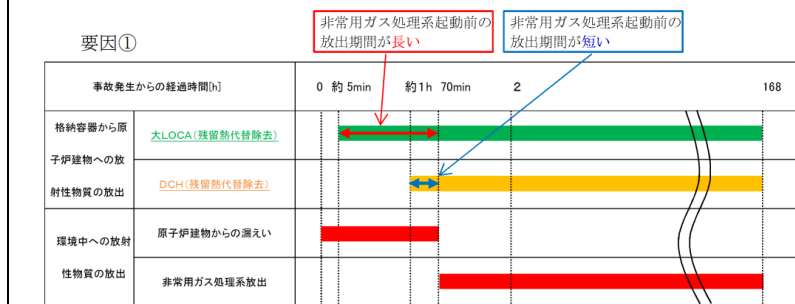 要因①
非常用ガス処理系起動前の
放出期間が長い
非常用ガス処理系起動前の
放出期間が短い
事故発生からの経過時間[h]
0 約5min 約1h 70min 2 168
格納容器から原
子炉建物への放
射性物質の放出
大LOCA(残留熱代替除去)
DCH(残留熱代替除去)
環境中への放射
性物質の放出
原子炉建物からの漏えい
非常用ガス処理系放出